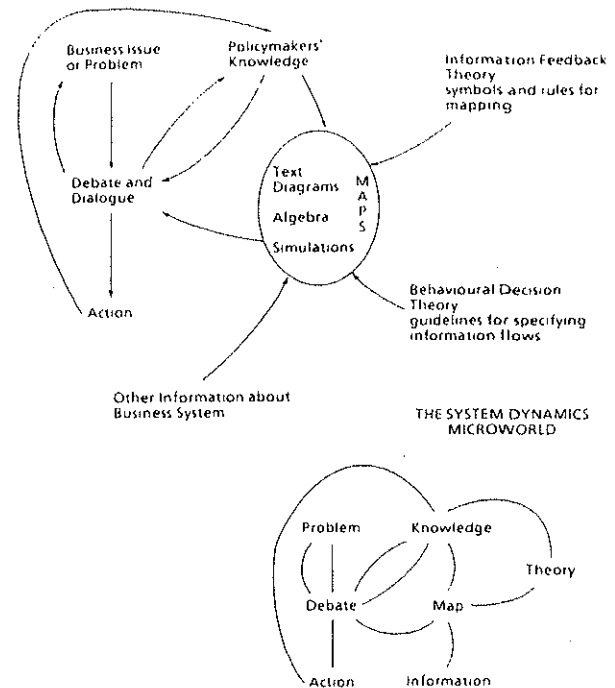 Business Issue
or Problem
Policymakers'
Knowledge
Information Feedback
Theory
symbols and rules for
mapping
Text
Diagrams
Algebra
Simulations
MAPS
Debate and
Dialogue
Action
Behavioural Decision
Theory
guidelines for specifying
information flows
Other Information about
Business System
THE SYSTEM DYNAMICS
MICROWORLD
Problem
Knowledge
Theory
Debate
Map
Action
Information